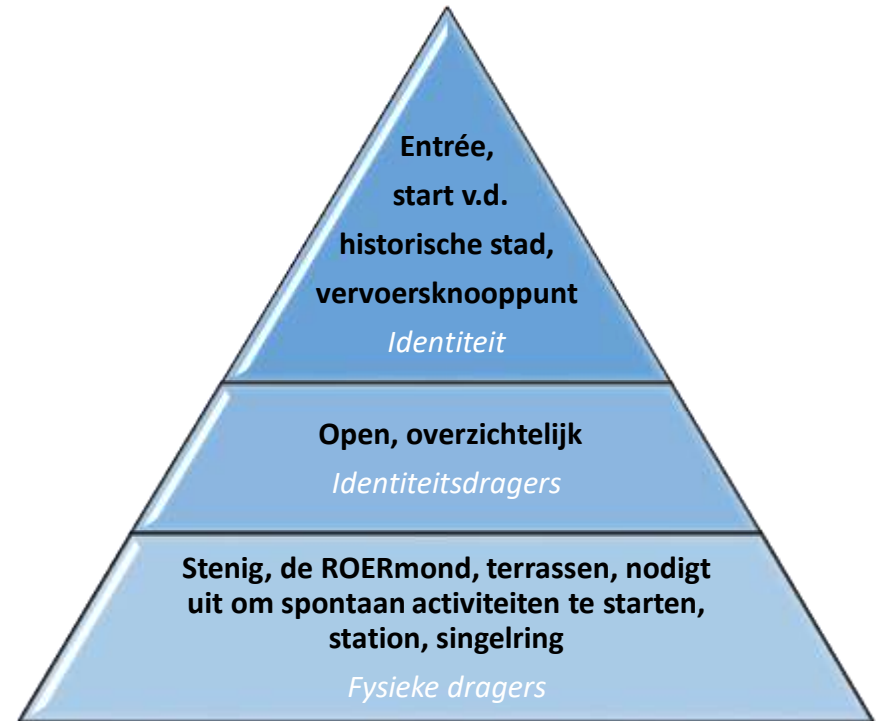 Entrée,
start v.d.
historische stad,
vervoersknooppunt
Identiteit
Open, overzichtelijk
Identiteitsdragers
Stenig, de ROERmond, terrassen, nodigt
uit om spontaan activiteiten te starten,
station, singelring
Fysieke dragers